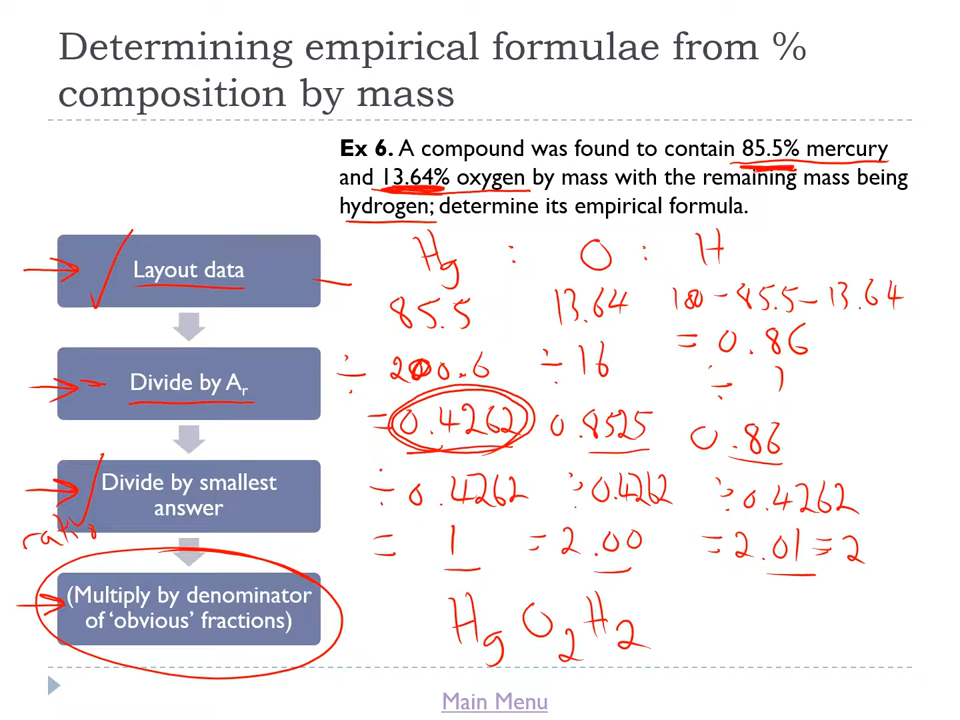 Determining empirical formulae from %
composition by mass
Ex 6. A compound was found to contain 85.5% mercury
and 13.64% oxygen by mass with the remaining mass being
hydrogen; determine its empirical formula.
Layout data
Divide by Ar
Divide by smallest
answer
ratio
(Multiply by denominator
of ‘obvious’ fractions)
Hg : O : H
85.5 13.64 100 - 85.5 - 13.64
= 0.86
÷ 200.6 ÷ 16 ÷ 1
= 0.4262 0.8525 0.86
÷ 0.4262 ÷ 0.4262 ÷ 0.4262
= 1 = 2.00 = 2.01 = 2
HgO2H2
Main Menu